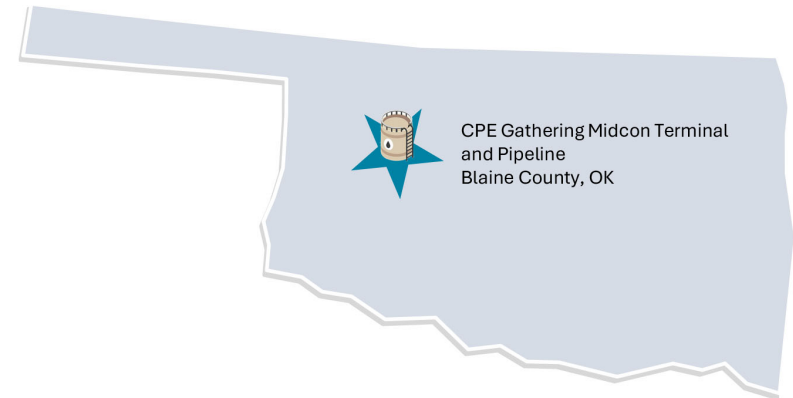 CPE Gathering Midcon Terminal
and Pipeline
Blaine County, OK